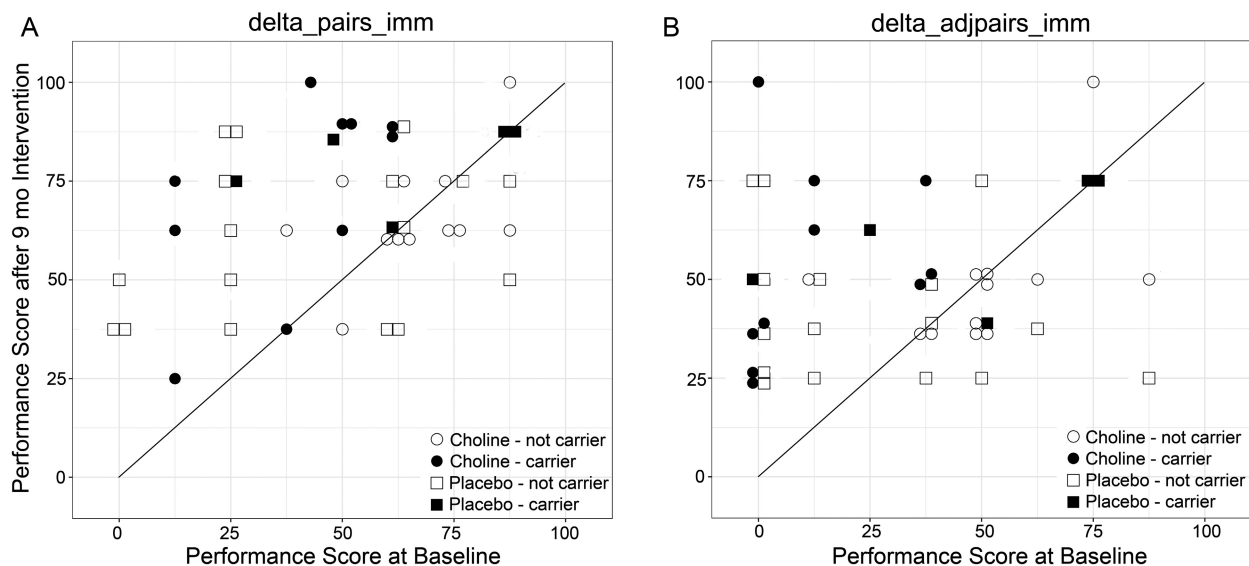 A
delta_pairs_imm
Performance Score after 9 mo Intervention
100
75
50
25
0
Choline - not carrier
Choline - carrier
Placebo - not carrier
Placebo - carrier
0 25 50 75 100
Performance Score at Baseline
B
delta_adjpairs_imm
100
75
50
25
0
Choline - not carrier
Choline - carrier
Placebo - not carrier
Placebo - carrier
0 25 50 75 100
Performance Score at Baseline